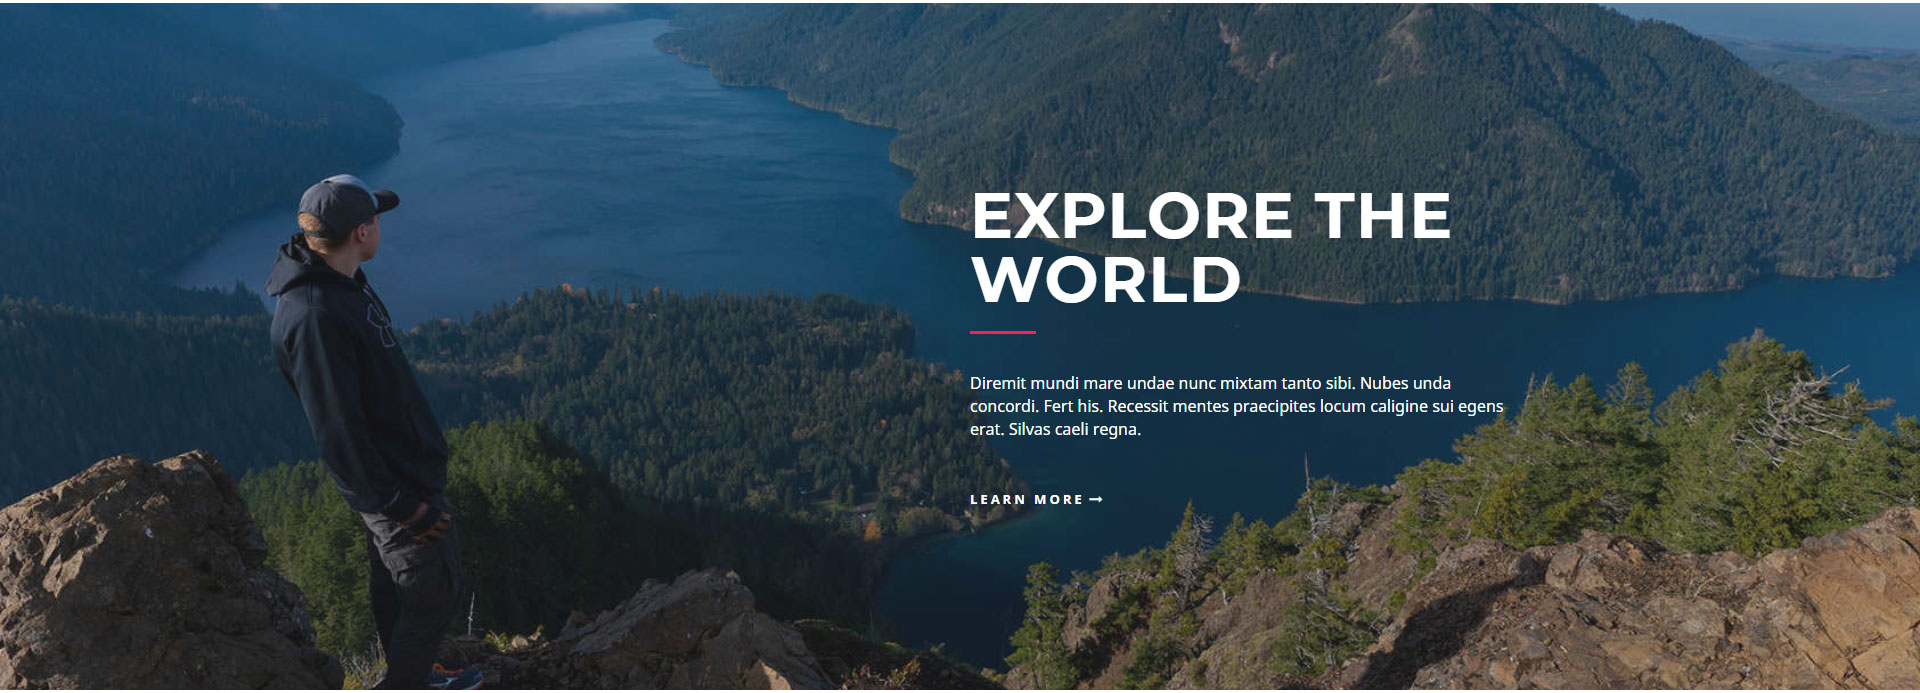 EXPLORE THE
WORLD
Diremit mundi mare undae nunc mixtam tanto sibi. Nubes unda
concordi. Fert his. Recessit mentes praecipites locum caligine sui egens
erat. Silvas caeli regna.
LEARN MORE →